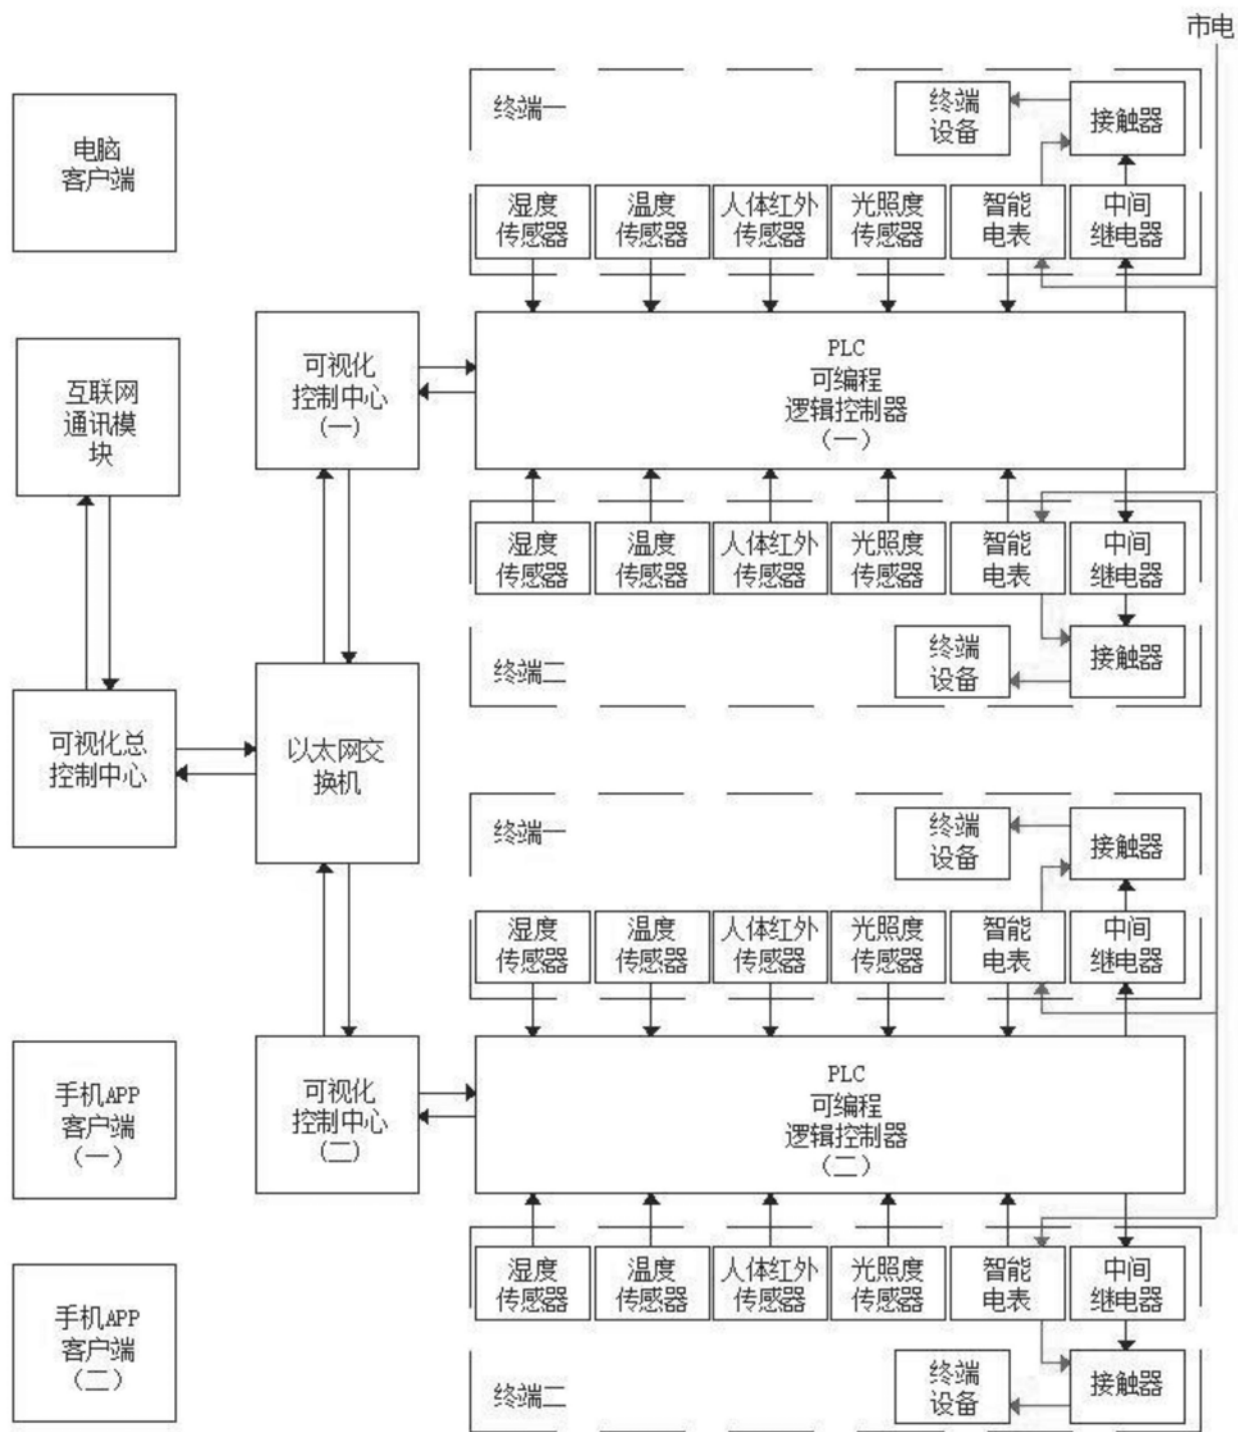 市电
终端一
终端
设备
接触器
电脑
客户端
湿度
传感器
温度
传感器
人体红外
传感器
光照度
传感器
智能
电表
中间
继电器
可视化
控制中心
(一)
PLC
可编程
逻辑控制器
(一)
互联网
通讯模
块
湿度
传感器
温度
传感器
人体红外
传感器
光照度
传感器
智能
电表
中间
继电器
终端二
终端
设备
接触器
可视化总
控制中心
以太网交
换机
终端一
终端
设备
接触器
湿度
传感器
温度
传感器
人体红外
传感器
光照度
传感器
智能
电表
中间
继电器
手机APP
客户端
(一)
可视化
控制中心
(二)
PLC
可编程
逻辑控制器
(二)
湿度
传感器
温度
传感器
人体红外
传感器
光照度
传感器
智能
电表
中间
继电器
手机APP
客户端
(二)
终端二
终端
设备
接触器